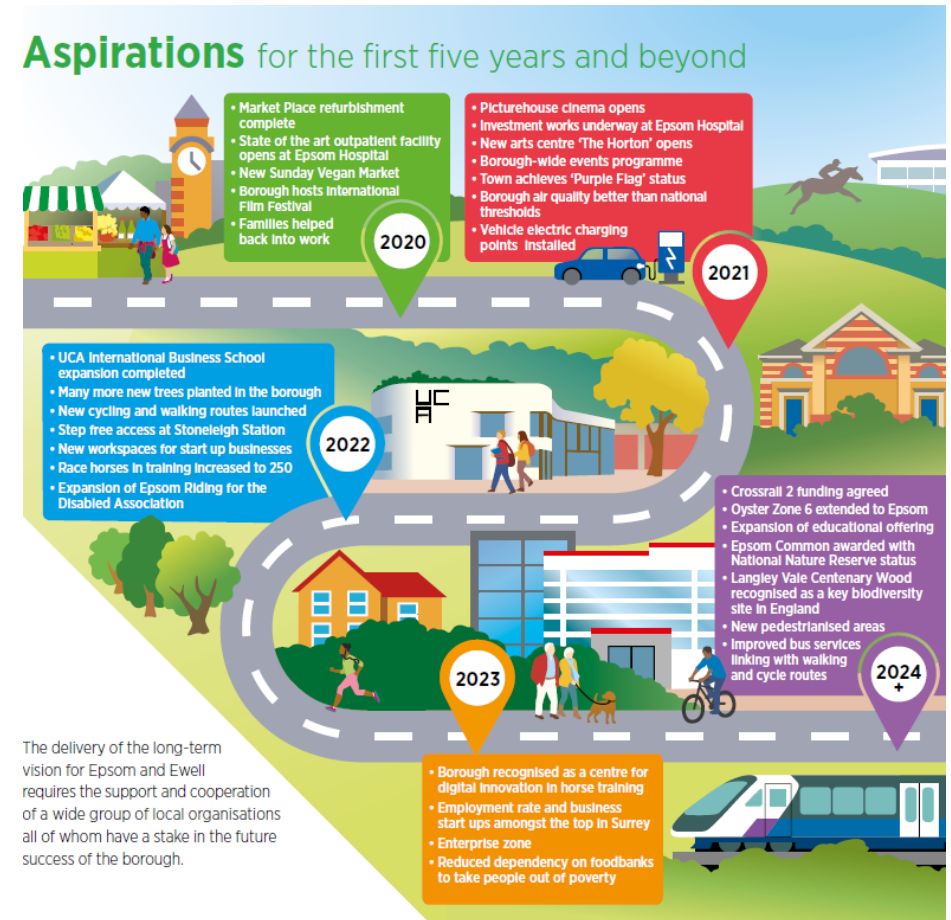 Aspirations for the first five years and beyond
• Market Place refurbishment
complete
• State of the art outpatient facility
opens at Epsom Hospital
• New Sunday Vegan Market
• Borough hosts International
Film Festival
• Families helped
back into work
2020
• Picturehouse cinema opens
• Investment works underway at Epsom Hospital
• New arts centre ‘The Horton’ opens
• Borough-wide events programme
• Town achieves ‘Purple Flag’ status
• Borough air quality better than national
thresholds
• Vehicle electric charging
points installed
2021
• UCA International Business School
expansion completed
• Many more new trees planted in the borough
• New cycling and walking routes launched
• Step free access at Stoneleigh Station
• New workspaces for start up businesses
• Race horses in training increased to 250
• Expansion of Epsom Riding for the
Disabled Association
2022
UC
A
• Crossrail 2 funding agreed
• Oyster Zone 6 extended to Epsom
• Expansion of educational offering
• Epsom Common awarded with
National Nature Reserve status
• Langley Vale Centenary Wood
recognised as a key biodiversity
site in England
• New pedestrianised areas
• Improved bus services
linking with walking
and cycle routes
2024
+
2023
• Borough recognised as a centre for
digital innovation in horse training
• Employment rate and business
start ups amongst the top in Surrey
• Enterprise zone
• Reduced dependency on foodbanks
to take people out of poverty
The delivery of the long-term
vision for Epsom and Ewell
requires the support and cooperation
of a wide group of local organisations
all of whom have a stake in the future
success of the borough.